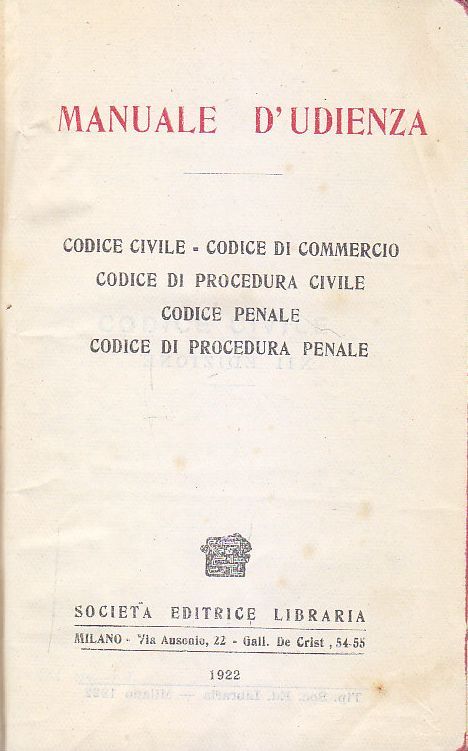 MANUALE D'UDIENZA
CODICE CIVILE - CODICE DI COMMERCIO
CODICE DI PROCEDURA CIVILE
CODICE PENALE
CODICE DI PROCEDURA PENALE
SOCIETÀ EDITRICE LIBRARIA
MILANO - Via Ausonio, 22 - Gall. De Crist, 54-55
1922